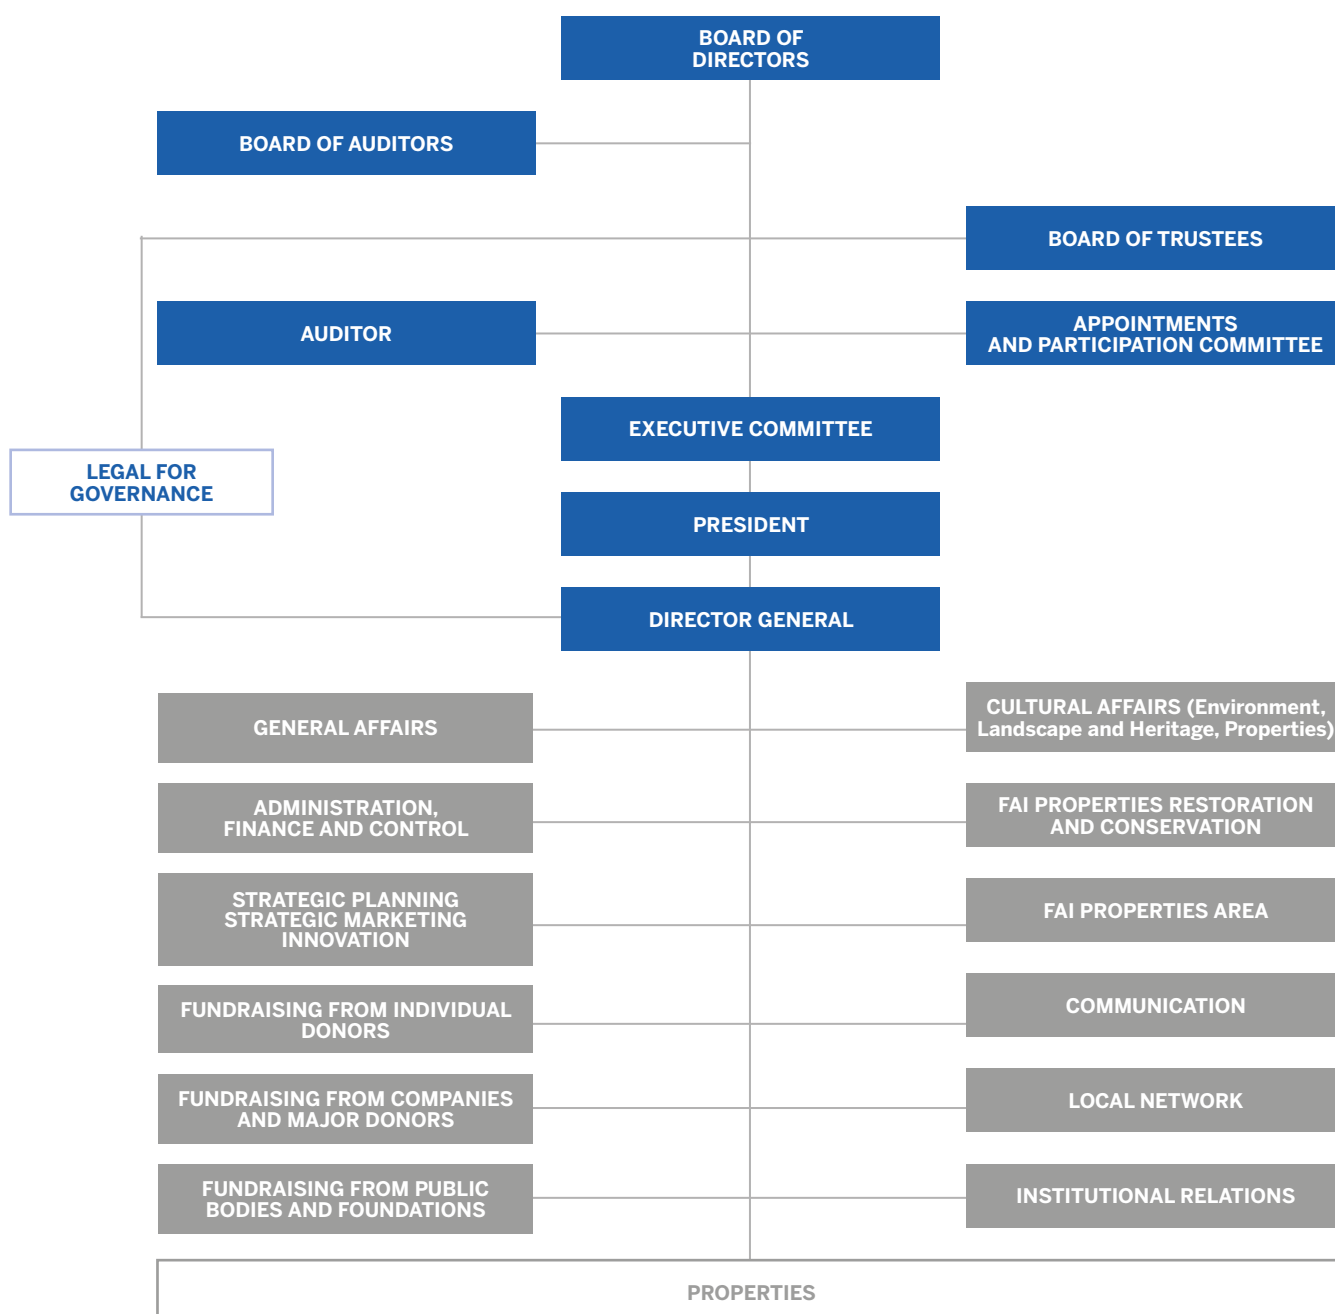 BOARD OF
DIRECTORS
BOARD OF AUDITORS
BOARD OF TRUSTEES
AUDITOR
APPOINTMENTS
AND PARTICIPATION COMMITTEE
EXECUTIVE COMMITTEE
LEGAL FOR
GOVERNANCE
PRESIDENT
DIRECTOR GENERAL
GENERAL AFFAIRS
CULTURAL AFFAIRS (Environment,
Landscape and Heritage, Properties)
ADMINISTRATION,
FINANCE AND CONTROL
FAI PROPERTIES RESTORATION
AND CONSERVATION
STRATEGIC PLANNING
STRATEGIC MARKETING
INNOVATION
FAI PROPERTIES AREA
FUNDRAISING FROM INDIVIDUAL
DONORS
COMMUNICATION
FUNDRAISING FROM COMPANIES
AND MAJOR DONORS
LOCAL NETWORK
FUNDRAISING FROM PUBLIC
BODIES AND FOUNDATIONS
INSTITUTIONAL RELATIONS
PROPERTIES